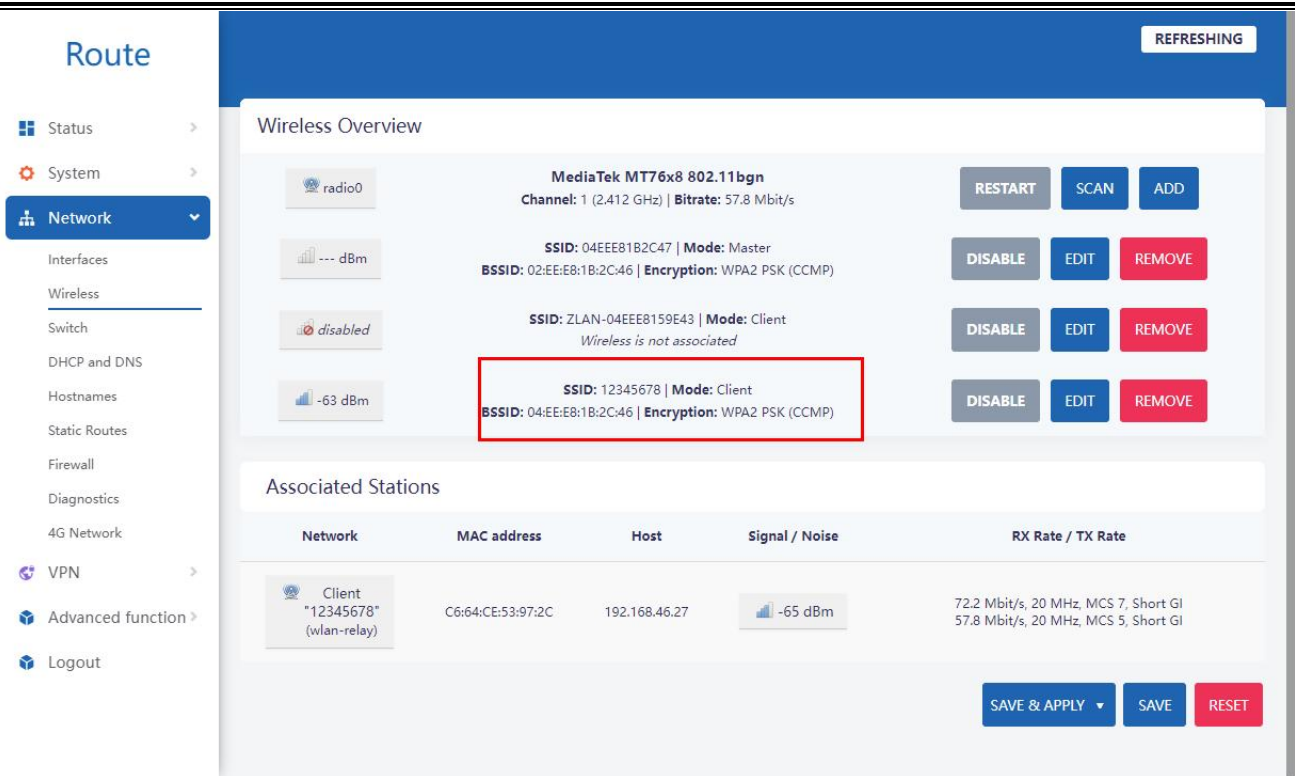 Route
REFRESHING
Status
System
Network
Interfaces
Wireless
Switch
DHCP and DNS
Hostnames
Static Routes
Firewall
Diagnostics
4G Network
VPN
Advanced function
Logout
Wireless Overview
radio0
MediaTek MT76x8 802.11bgn
Channel: 1 (2.412 GHz) | Bitrate: 57.8 Mbit/s
RESTART SCAN ADD
--- dBm
SSID: 04EEE81B2C47 | Mode: Master
BSSID: 02:EE:E8:1B:2C:46 | Encryption: WPA2 PSK (CCMP)
DISABLE EDIT REMOVE
disabled
SSID: ZLAN-04EEE8159E43 | Mode: Client
Wireless is not associated
DISABLE EDIT REMOVE
-63 dBm
SSID: 12345678 | Mode: Client
BSSID: 04:EE:E8:1B:2C:46 | Encryption: WPA2 PSK (CCMP)
DISABLE EDIT REMOVE
Associated Stations
Network MAC address Host Signal / Noise RX Rate / TX Rate
Client
"12345678"
(wlan-relay)
C6:64:CE:53:97:2C
192.168.46.27
-65 dBm
72.2 Mbit/s, 20 MHz, MCS 7, Short GI
57.8 Mbit/s, 20 MHz, MCS 5, Short GI
SAVE & APPLY SAVE RESET